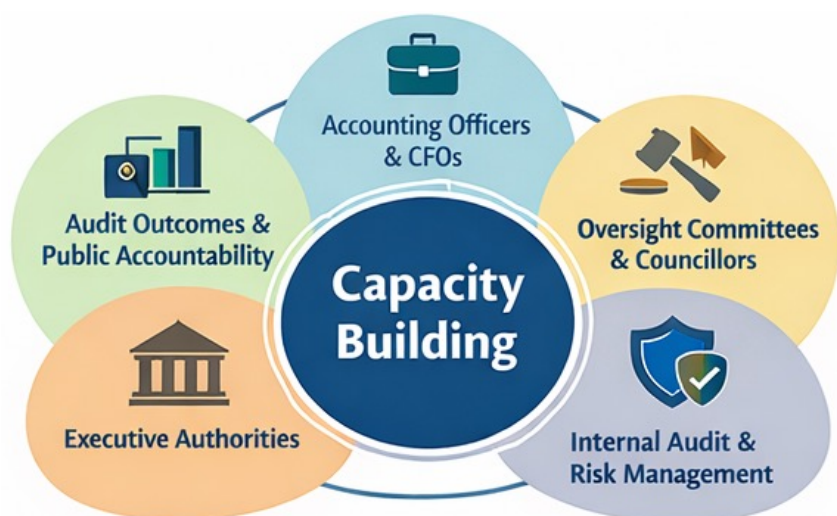 Accounting Officers
& CFOs
Audit Outcomes &
Public Accountability
Oversight Committees
& Councillors
Capacity
Building
Executive Authorities
Internal Audit &
Risk Management